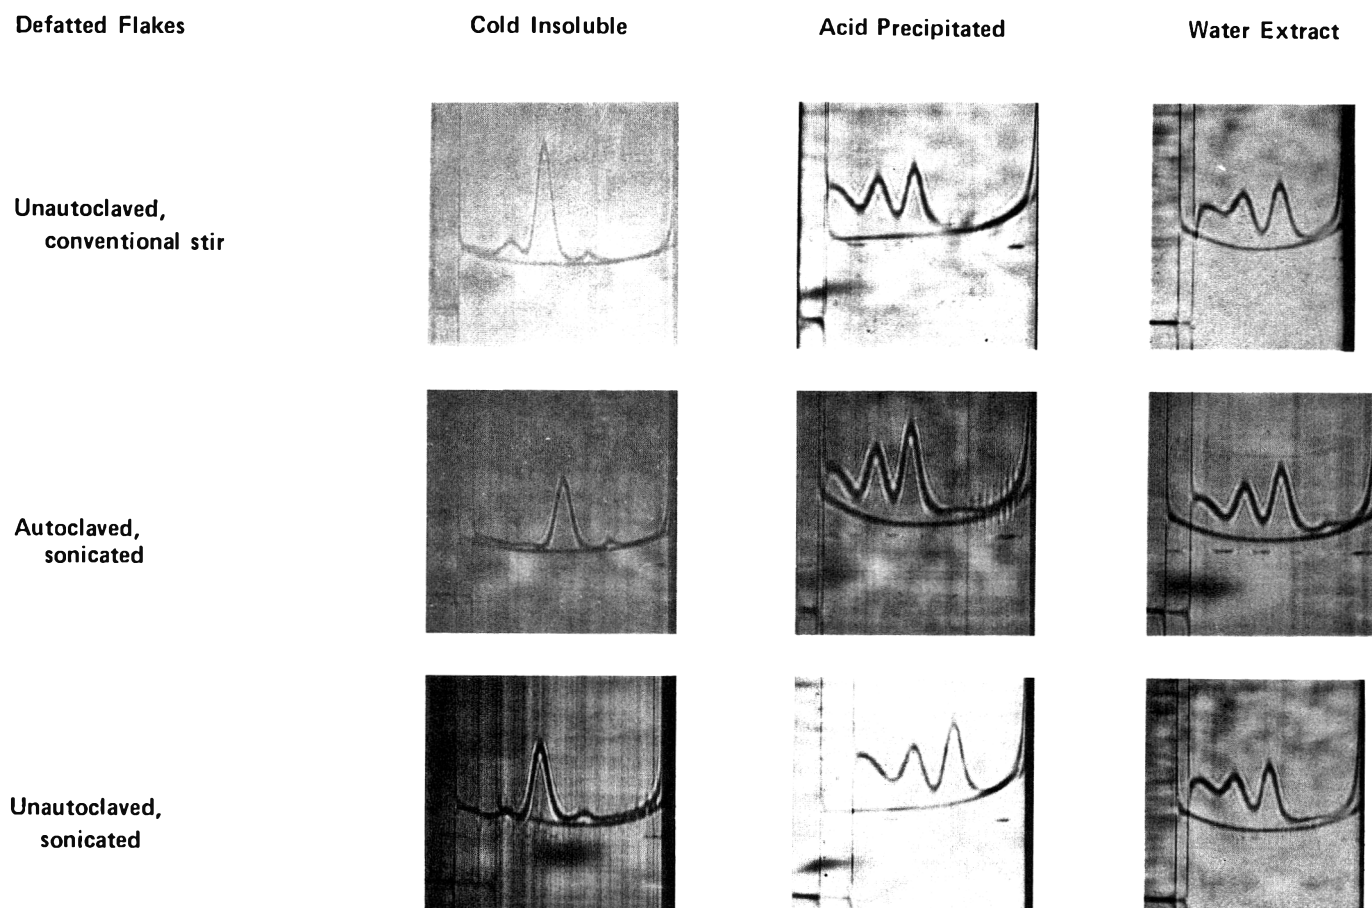 Defatted Flakes
Cold Insoluble
Acid Precipitated
Water Extract
Unautoclaved,
conventional stir
Autoclaved,
sonicated
Unautoclaved,
sonicated